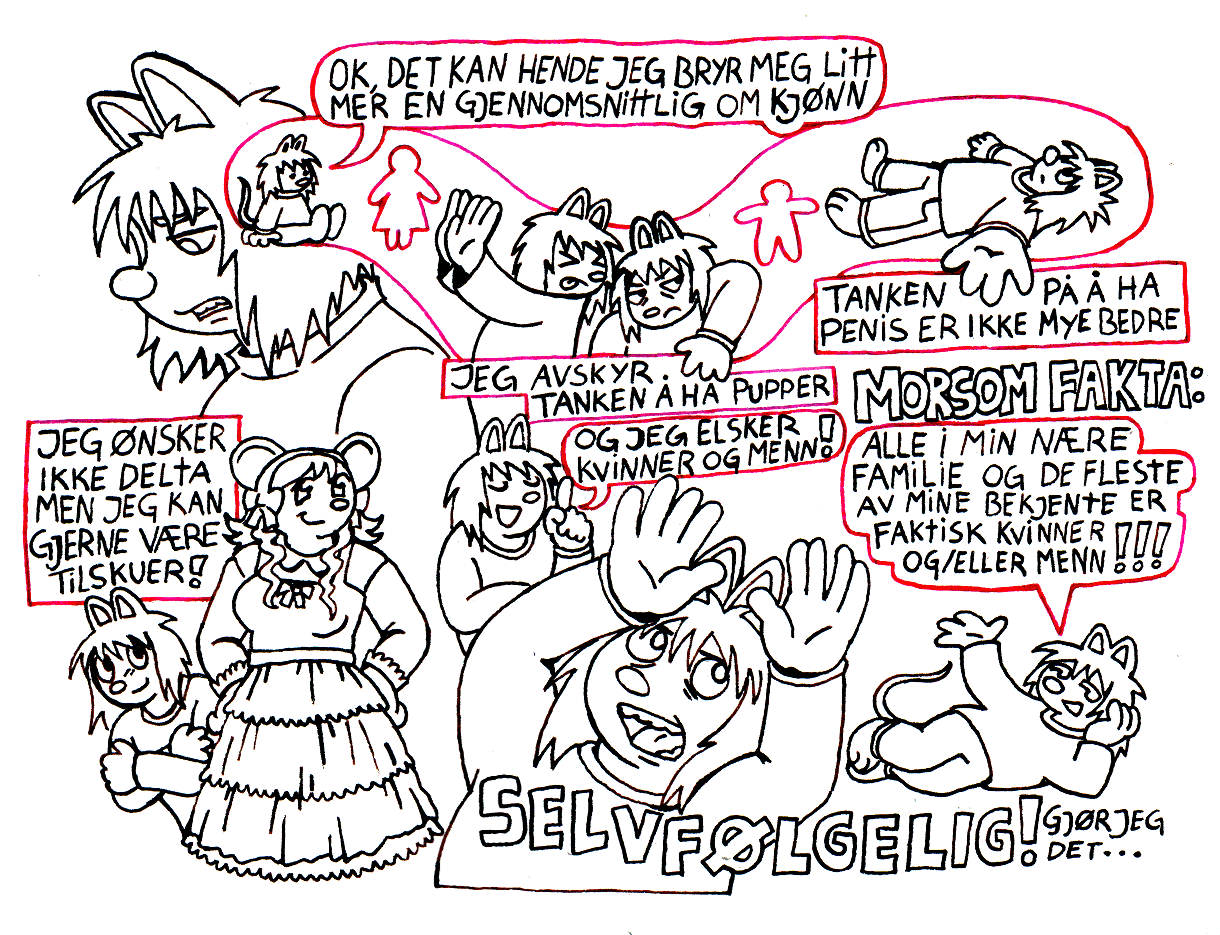 OK, DET KAN HENDE JEG BRYR MEG LITT
MER EN GJENNOMSNITTLIG OM KJØNN
TANKEN PÅ Å HA
PENIS ER IKKE MYE BEDRE
JEG AVSKYR.
TANKEN Å HA PUPPER
OG JEG ELSKER
KVINNER OG MENN!
MORSOM FAKTA:
ALLE I MIN NÆRE
FAMILIE OG DE FLESTE
AV MINE BEKJENTE ER
FAKTISK KVINNER
OG/ELLER MENN!!!
JEG ØNSKER
IKKE DELTA
MEN JEG KAN
GJERNE VÆRE
TILSKUER!
SELVFØLGELIG!
GJØR JEG
DET...